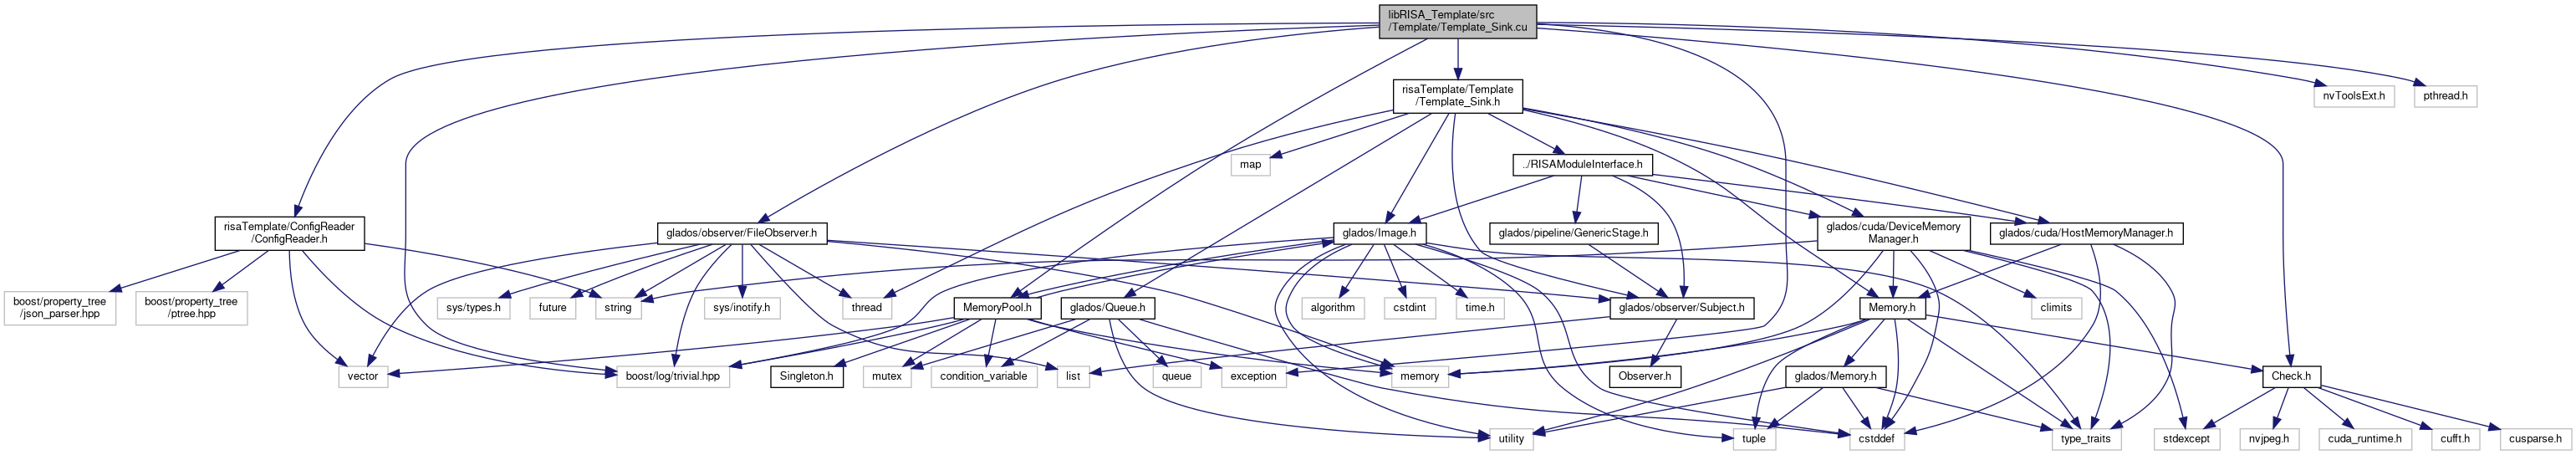 libRISA_Template/src
/Template/Template_Sink.cu
risaTemplate/Template
/Template_Sink.h
nvToolsExt.h
pthread.h
map
../RISAModuleInterface.h
risaTemplate/ConfigReader
/ConfigReader.h
glados/observer/FileObserver.h
glados/Image.h
glados/pipeline/GenericStage.h
glados/cuda/DeviceMemory
Manager.h
glados/cuda/HostMemoryManager.h
boost/property_tree
/json_parser.hpp
boost/property_tree
/ptree.hpp
sys/types.h
future
string
sys/inotify.h
thread
MemoryPool.h
glados/Queue.h
algorithm
cstdint
time.h
glados/observer/Subject.h
Memory.h
climits
vector
boost/log/trivial.hpp
Singleton.h
mutex
condition_variable
list
queue
exception
memory
Observer.h
glados/Memory.h
Check.h
utility
tuple
cstddef
type_traits
stdexcept
nvjpeg.h
cuda_runtime.h
cufft.h
cusparse.h